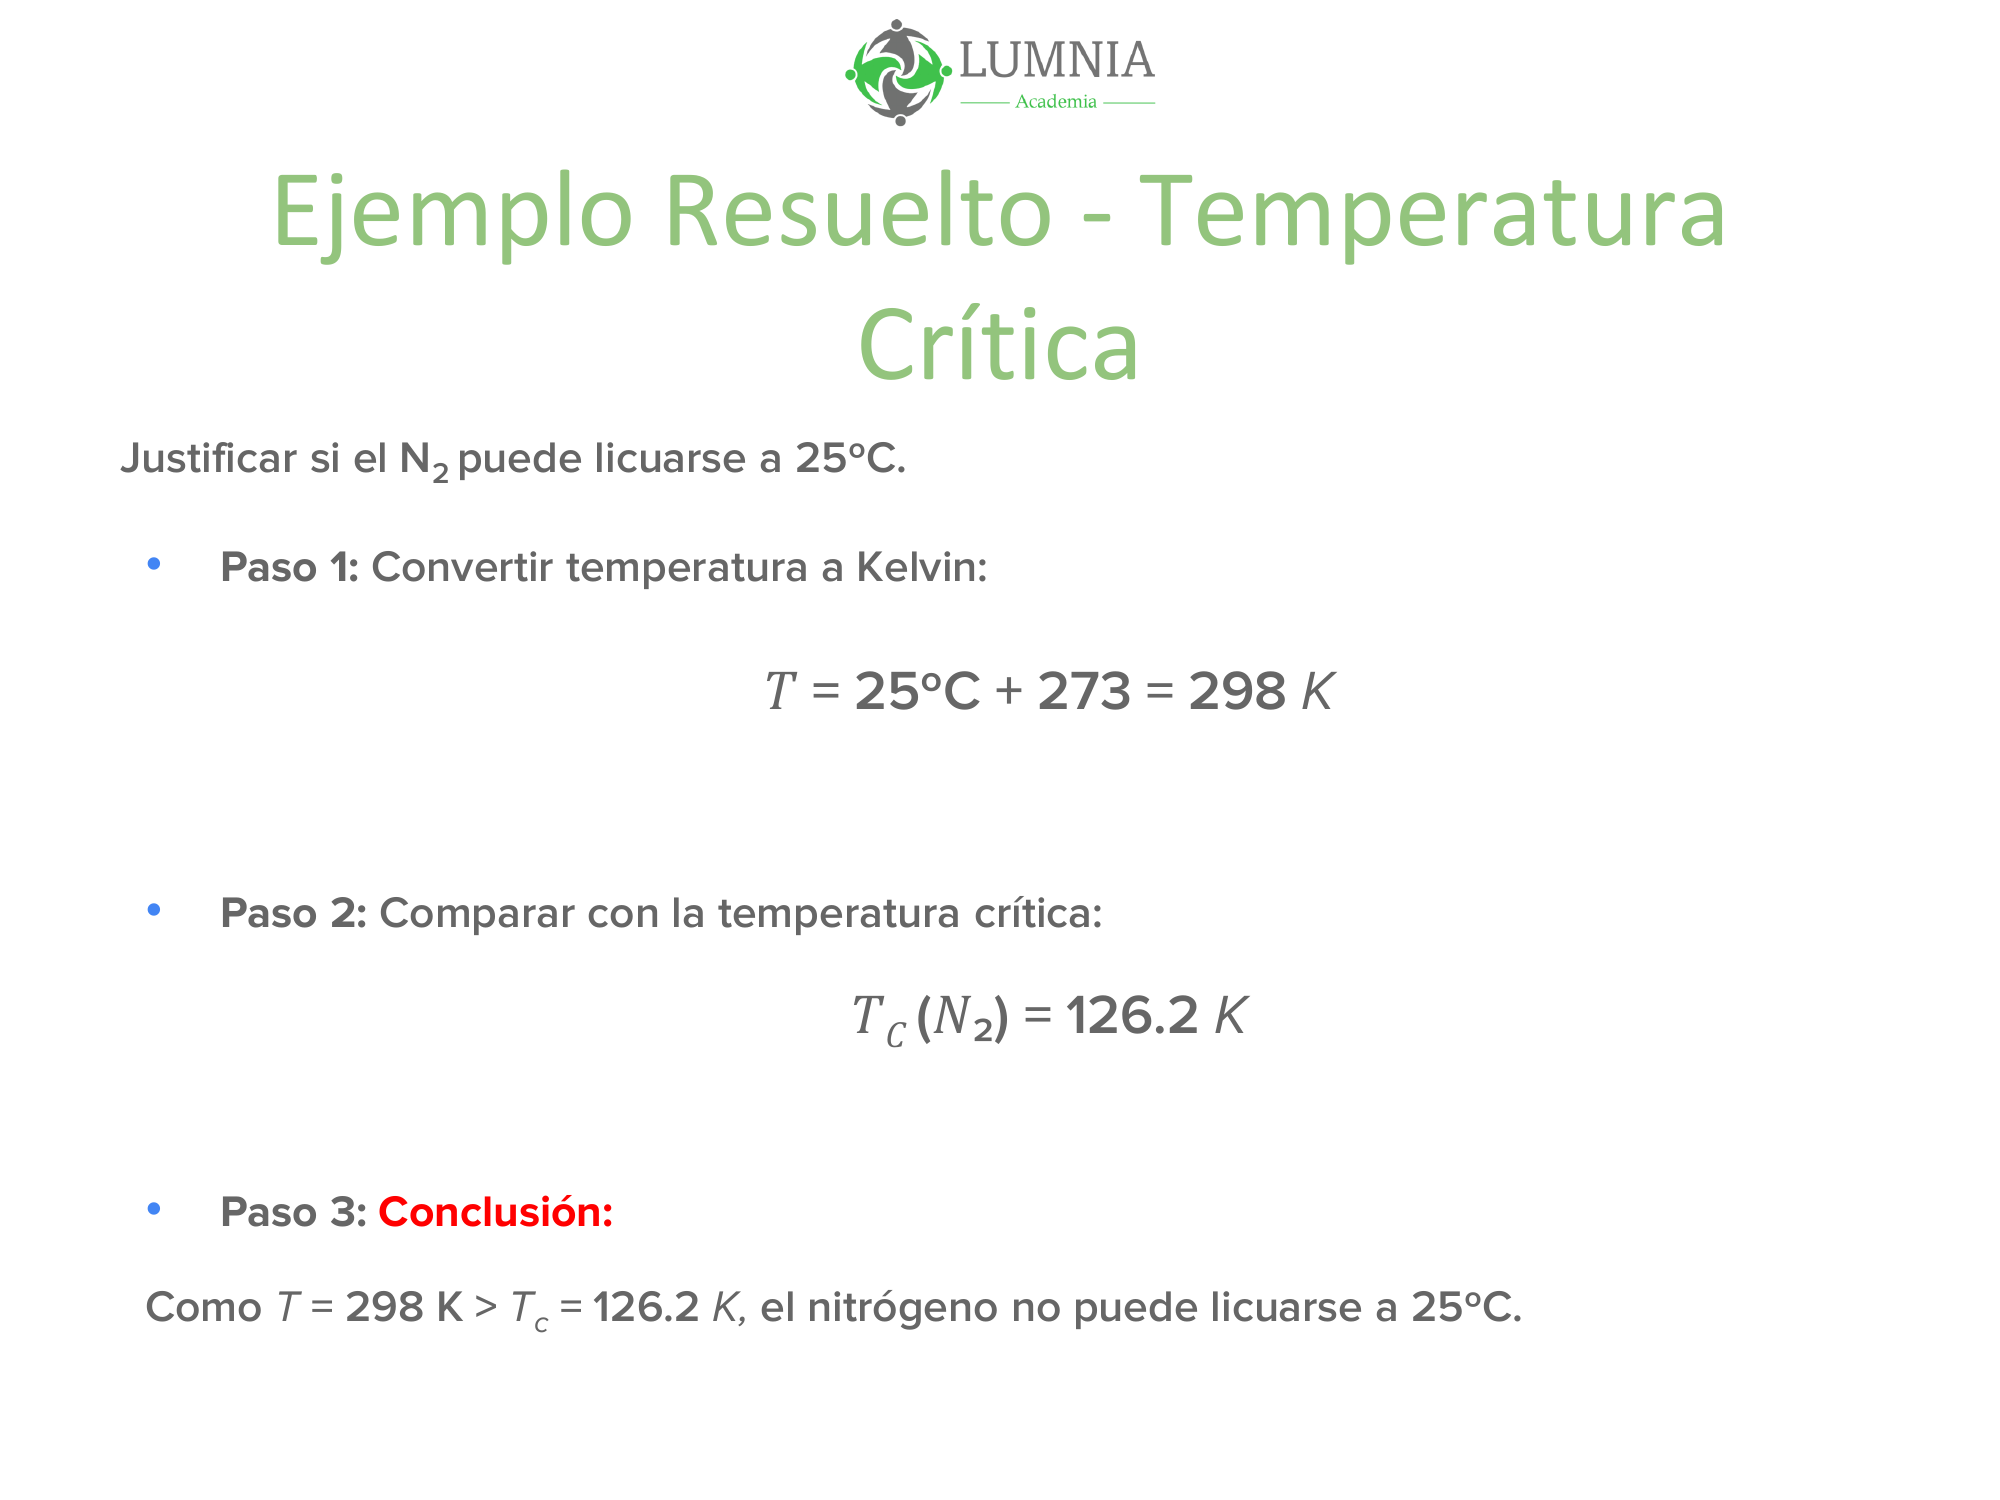 LUMNIA
Academia
Ejemplo Resuelto - Temperatura
Crítica
Justificar si el N₂ puede licuarse a 25ºC.
• Paso 1: Convertir temperatura a Kelvin:
T = 25ºC + 273 = 298 K
• Paso 2: Comparar con la temperatura crítica:
T_C (N₂) = 126.2 K
• Paso 3: Conclusión:
Como T = 298 K > T_c = 126.2 K, el nitrógeno no puede licuarse a 25ºC.